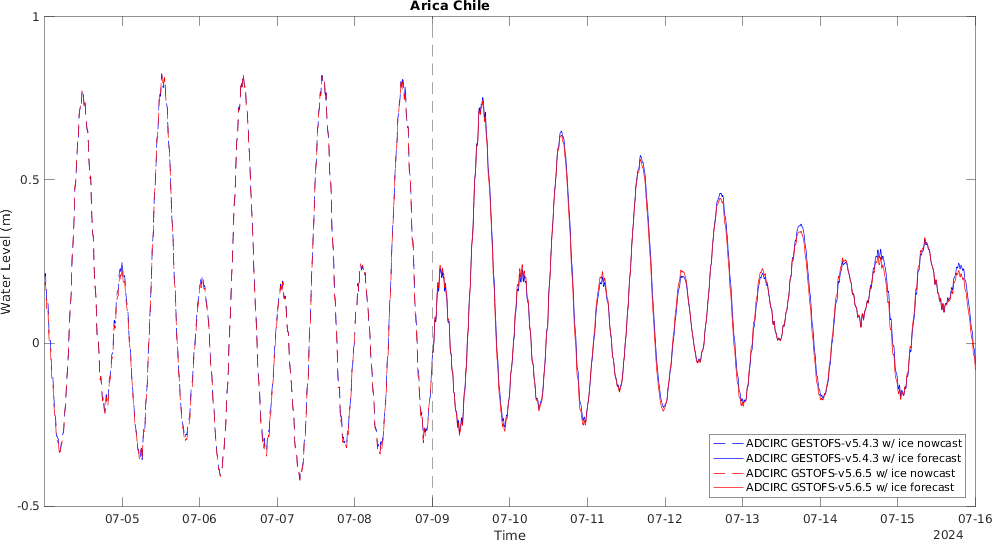 Arica Chile
1
0.5
0
-0.5
Water Level (m)
07-05 07-06 07-07 07-08 07-09 07-10 07-11 07-12 07-13 07-14 07-15 07-16
Time
2024
ADCIRC GESTOFS-v5.4.3 w/ ice nowcast
ADCIRC GESTOFS-v5.4.3 w/ ice forecast
ADCIRC GSTOFS-v5.6.5 w/ ice nowcast
ADCIRC GSTOFS-v5.6.5 w/ ice forecast